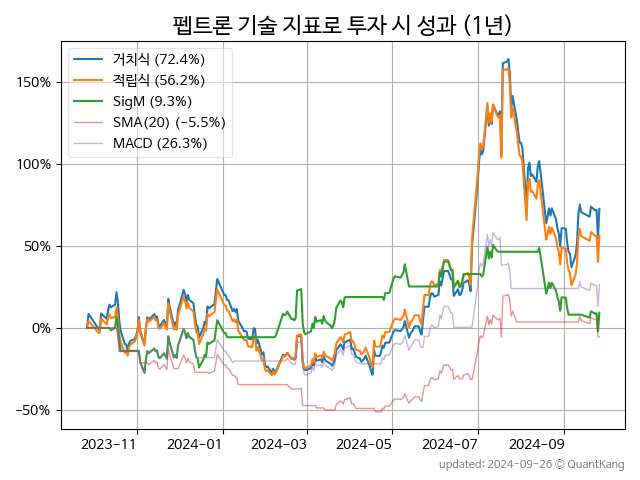 펩트론 기술 지표로 투자 시 성과 (1년)
거치식 (72.4%)
적립식 (56.2%)
SigM (9.3%)
SMA(20) (−5.5%)
MACD (26.3%)
150%
100%
50%
0%
−50%
2023-11 2024-01 2024-03 2024-05 2024-07 2024-09
updated: 2024-09-26 © QuantKang